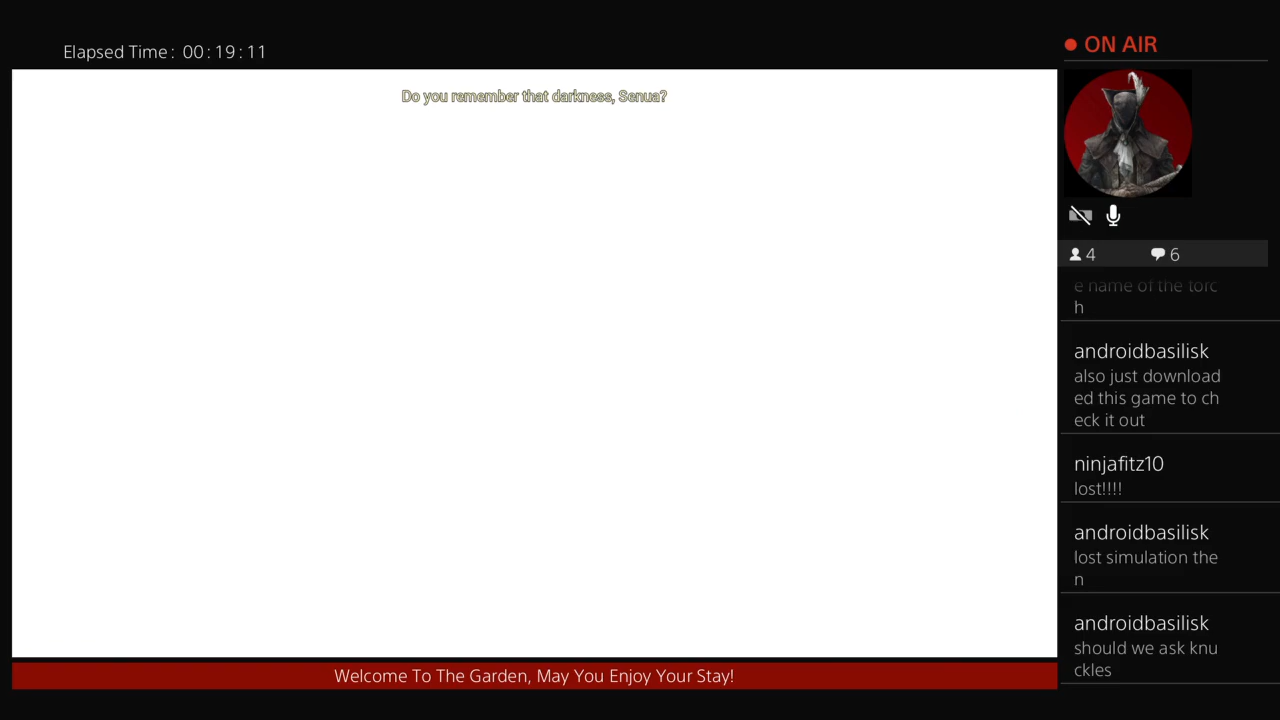 Elapsed Time: 00:19:11
ON AIR
Do you remember that darkness, Senua?
4 6
e name of the torc
h
androidbasilisk
also just download
ed this game to ch
eck it out
ninjafitz10
lost!!!!
androidbasilisk
lost simulation the
n
androidbasilisk
should we ask knu
ckles
Welcome To The Garden, May You Enjoy Your Stay!